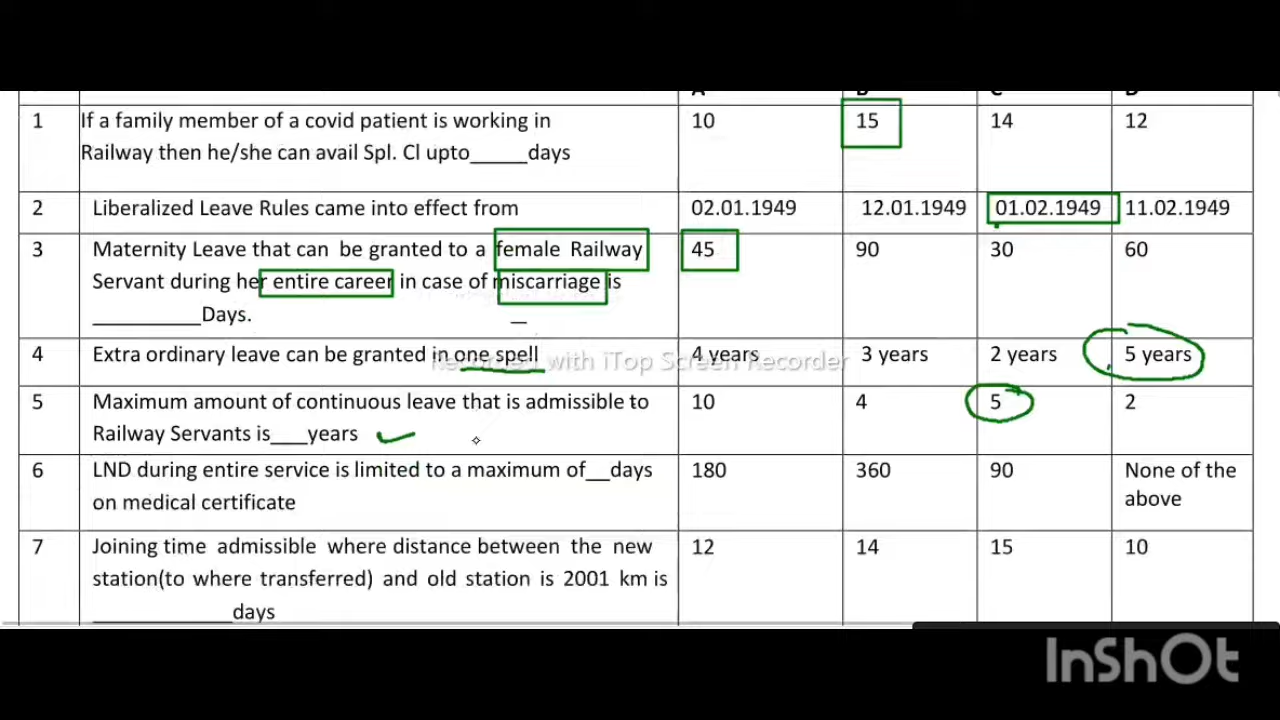 A B C D
1 If a family member of a covid patient is working in 10 15 14 12
Railway then he/she can avail Spl. Cl upto_____days
2 Liberalized Leave Rules came into effect from 02.01.1949 12.01.1949 01.02.1949 11.02.1949
3 Maternity Leave that can be granted to a female Railway 45 90 30 60
Servant during her entire career in case of miscarriage is
__________Days.
4 Extra ordinary leave can be granted in one spell 4 years 3 years 2 years 5 years
Recorded with iTop Screen Recorder
5 Maximum amount of continuous leave that is admissible to 10 4 5 2
Railway Servants is___years
6 LND during entire service is limited to a maximum of__days 180 360 90 None of the
on medical certificate above
7 Joining time admissible where distance between the new 12 14 15 10
station(to where transferred) and old station is 2001 km is
_____________days
InShOt